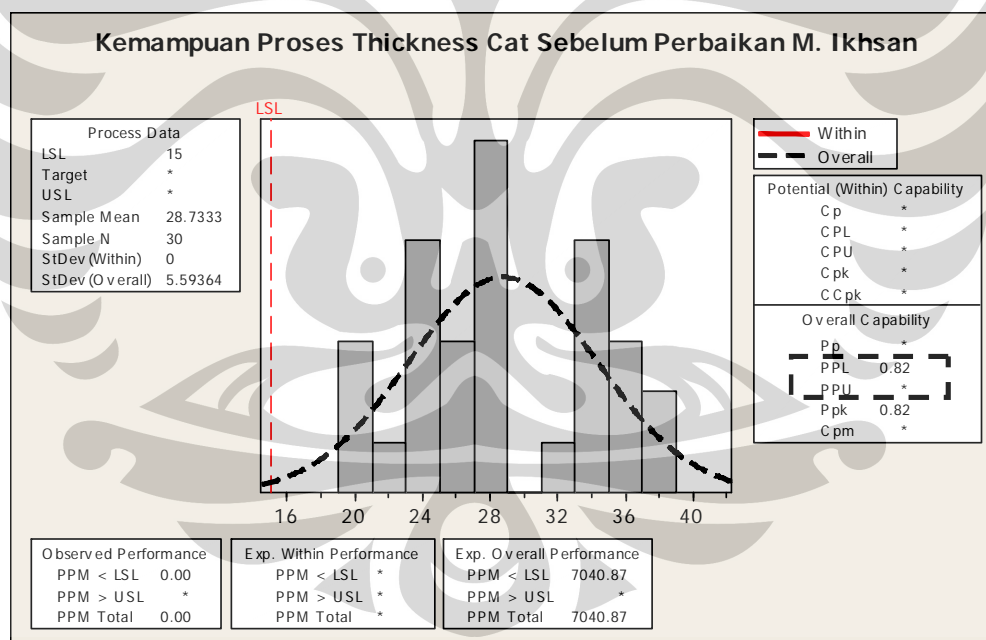 Kemampuan Proses Thickness Cat Sebelum Perbaikan M. Ikhsan
LSL
Process Data
LSL 15
Target *
USL *
Sample Mean 28.7333
Sample N 30
StDev(Within) 0
StDev(Overall) 5.59364
Within
Overall
Potential (Within) Capability
Cp *
CPL *
CPU *
Cpk *
CCpk *
Overall Capability
Pp *
PPL 0.82
PPU *
Ppk 0.82
Cpm *
16 20 24 28 32 36 40
Observed Performance
PPM < LSL 0.00
PPM > USL *
PPM Total 0.00
Exp. Within Performance
PPM < LSL *
PPM > USL *
PPM Total *
Exp. Overall Performance
PPM < LSL 7040.87
PPM > USL *
PPM Total 7040.87